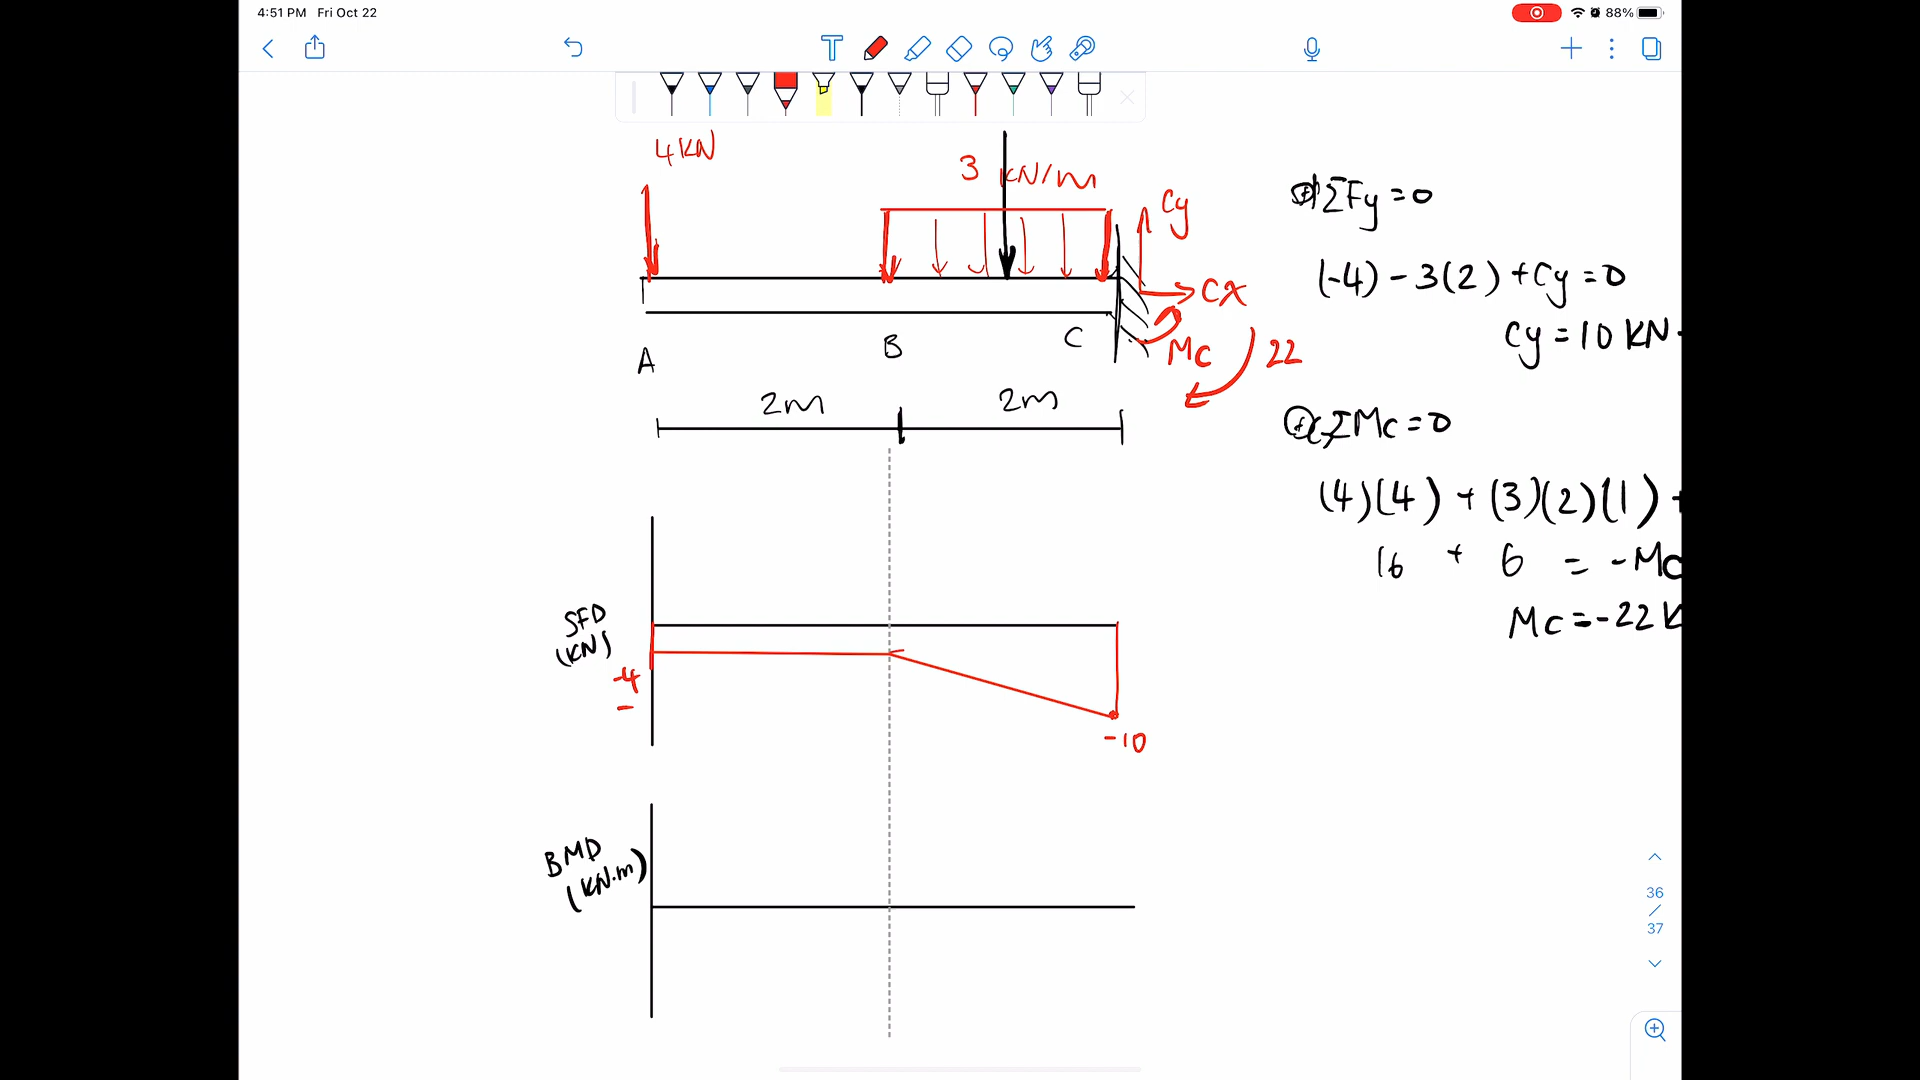 4:51 PM Fri Oct 22
88%
T
4KN
3 KN/m
Cy
Cx
Mc
22
A
B
C
2m
2m
ΣFy=0
(-4) - 3(2) + Cy = 0
Cy = 10 KN.
ΣMc=0
(4)(4) + (3)(2)(1) +
16 + 6 = -Mc
Mc = -22 K
SFD
(KN)
-4
-10
BMD
(KN.m)
36
/
37